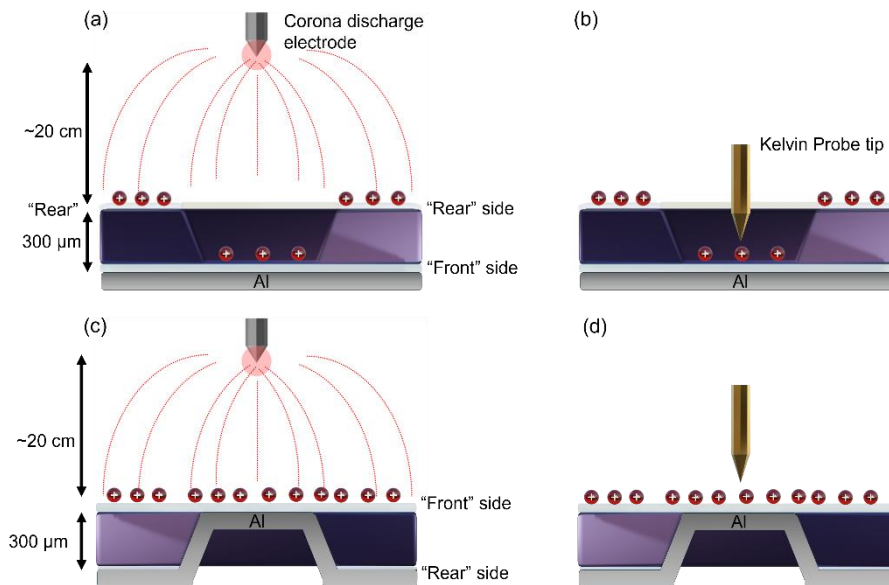 (a)
Corona discharge
electrode
~20 cm
"Rear"
300 µm
"Rear" side
"Front" side
Al
(b)
Kelvin Probe tip
Al
(c)
~20 cm
300 µm
"Front" side
Al
"Rear" side
(d)
Al